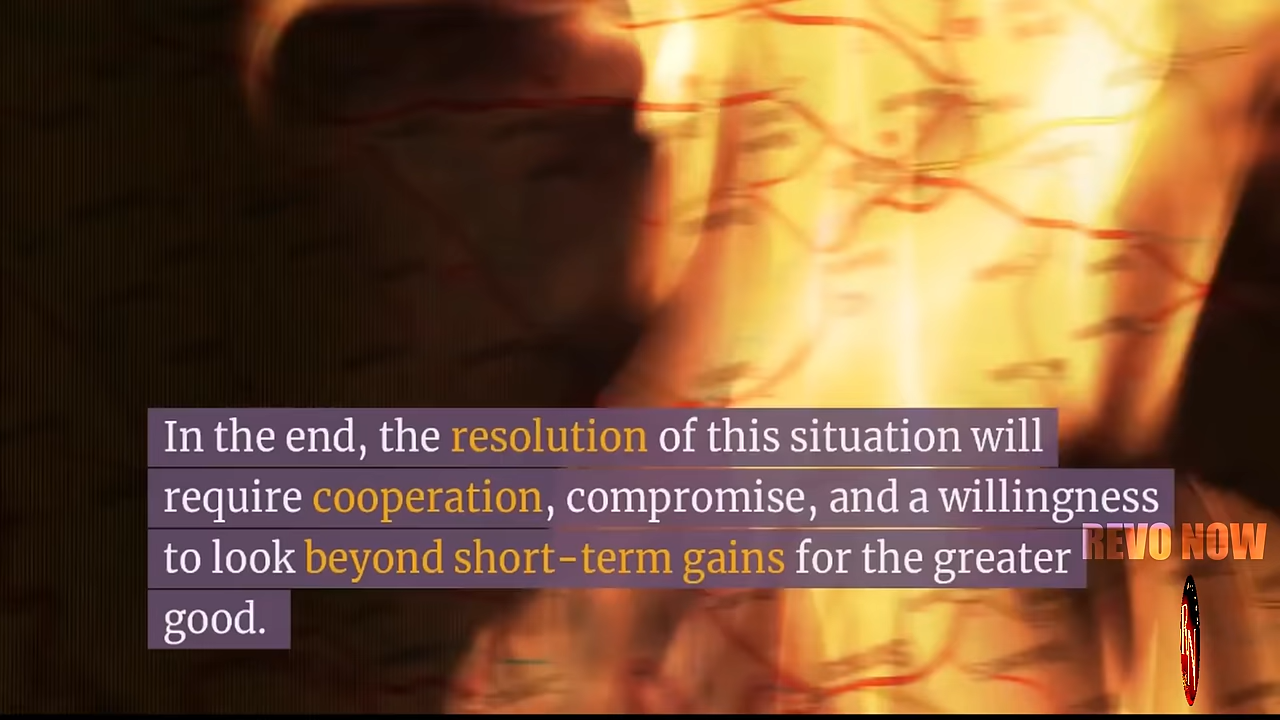 In the end, the resolution of this situation will
require cooperation, compromise, and a willingness
to look beyond short-term gains for the greater
good.
REVO NOW
RN